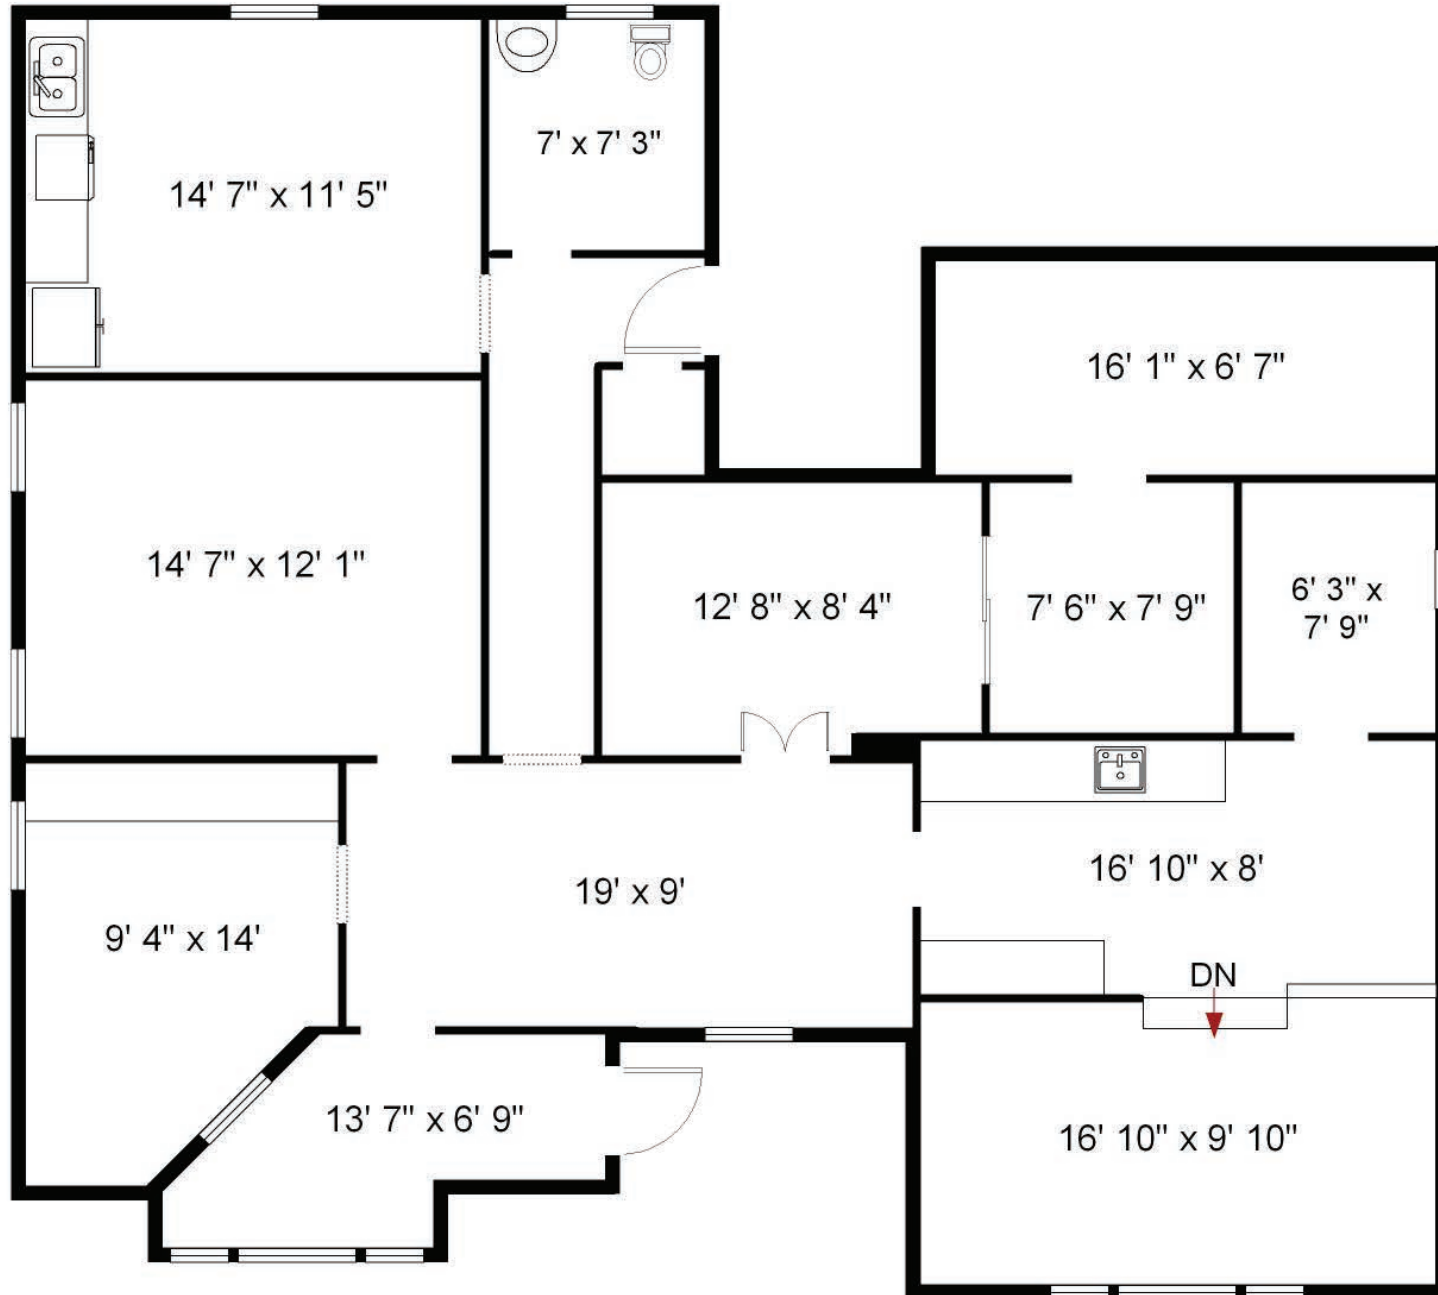 7' x 7' 3"
14' 7" x 11' 5"
16' 1" x 6' 7"
14' 7" x 12' 1"
12' 8" x 8' 4"
7' 6" x 7' 9"
6' 3" x
7' 9"
16' 10" x 8'
19' x 9'
9' 4" x 14'
DN
13' 7" x 6' 9"
16' 10" x 9' 10"